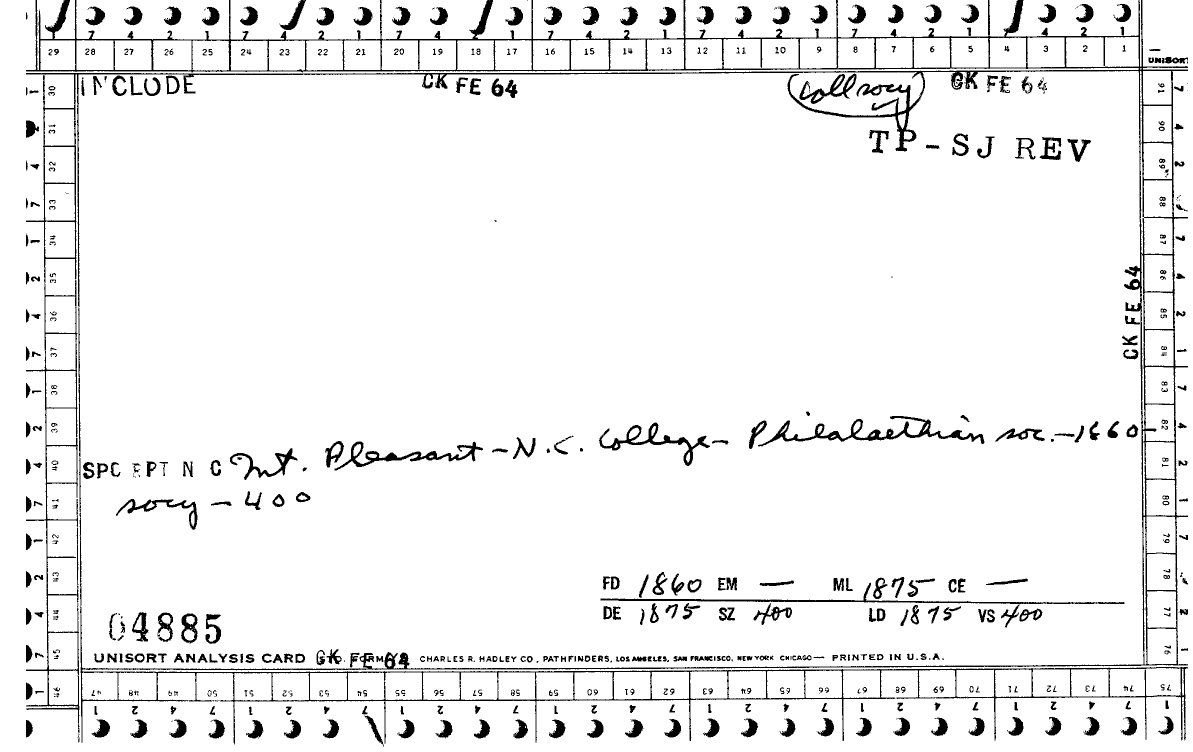 7 4 2 1 7 4 2 1 7 4 2 1 7 4 2 1 7 4 2 1 7 4 2 1 7 4 2 1
29 28 27 26 25 24 23 22 21 20 19 18 17 16 15 14 13 12 11 10 9 8 7 6 5 4 3 2 1
UNISORT
INCLUDE CK FE 64 Coll socy CK FE 64
TP-SJ REV
30 31 32 33 34 35 36 37 38 39 40 41 42 43 44 45 46
91 90 89 88 87 86 85 84 83 82 81 80 79 78 77 76 75
CK FE 64
SPC RPT N C Mt. Pleasant - N.C. College - Philalaethian soc. - 1860
socy - 400
FD 1860 EM — ML 1875 CE —
DE 1875 SZ 400 LD 1875 VS 400
04885
UNISORT ANALYSIS CARD CK FE 64 CHARLES R. HADLEY CO., PATHFINDERS, LOS ANGELES, SAN FRANCISCO, NEW YORK CHICAGO — PRINTED IN U.S.A.
47 48 49 50 51 52 53 54 55 56 57 58 59 60 61 62 63 64 65 66 67 68 69 70 71 72 73 74
1 2 4 7 1 2 4 7 1 2 4 7 1 2 4 7 1 2 4 7 1 2 4 7 1 2 4 7